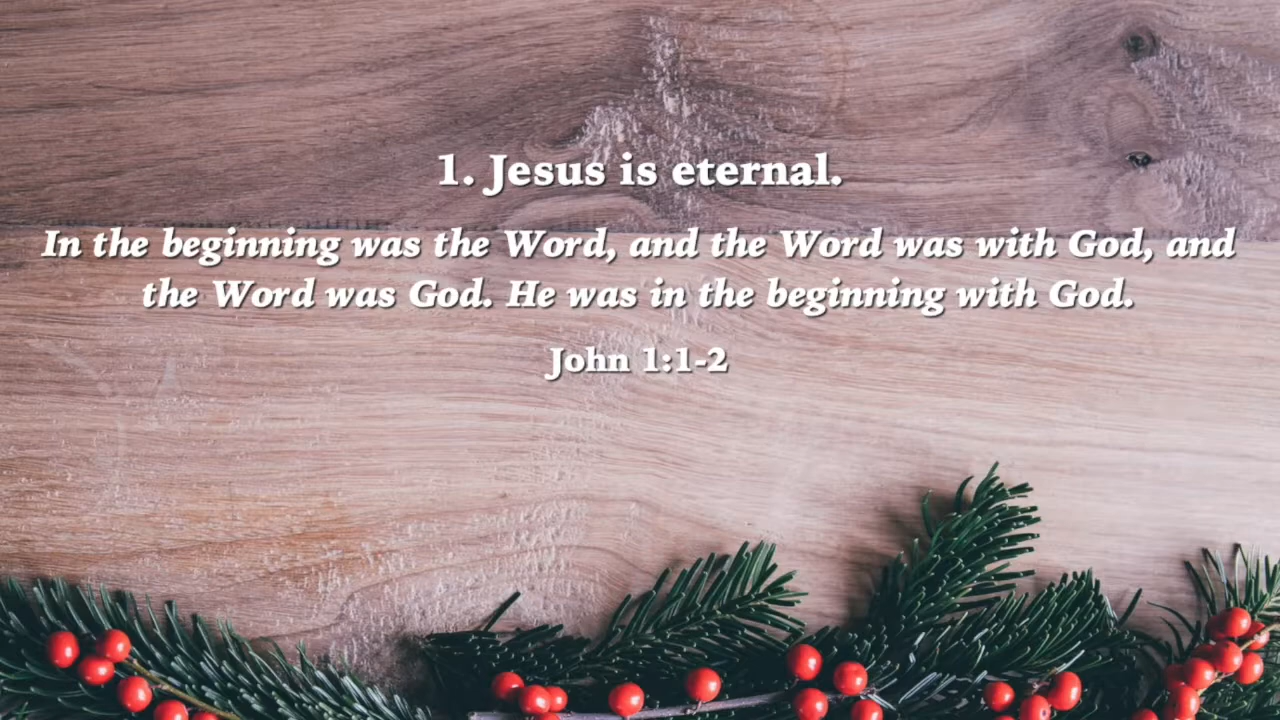 1. Jesus is eternal.
In the beginning was the Word, and the Word was with God, and
the Word was God. He was in the beginning with God.
John 1:1-2